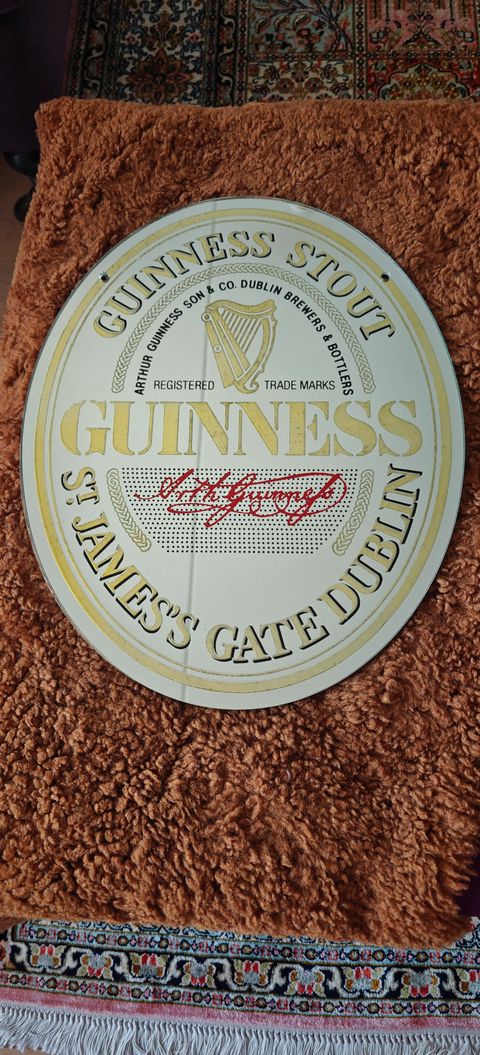 GUINNESS STOUT
ARTHUR GUINNESS SON & CO. DUBLIN BREWERS & BOTTLERS
REGISTERED TRADE MARKS
GUINNESS
Arth Guinness
ST. JAMES'S GATE DUBLIN